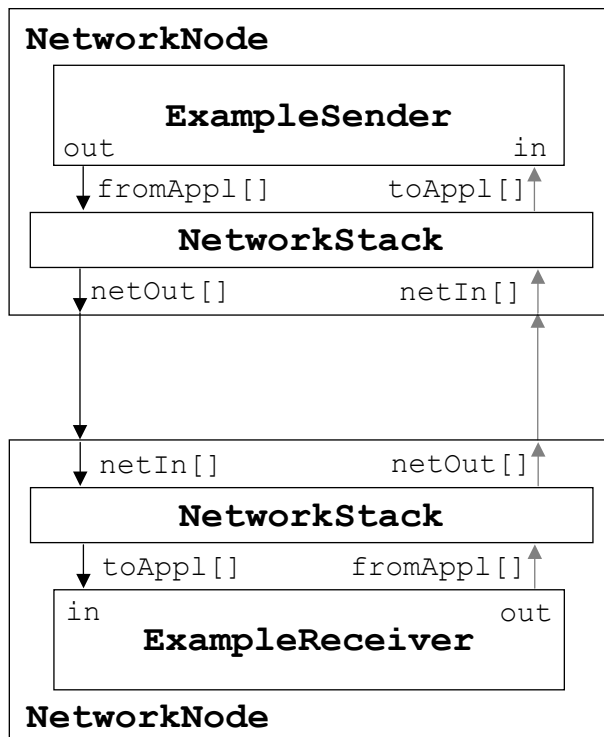 NetworkNode
ExampleSender
out in
fromAppl[] toAppl[]
NetworkStack
netOut[] netIn[]
netIn[] netOut[]
NetworkStack
toAppl[] fromAppl[]
in out
ExampleReceiver
NetworkNode